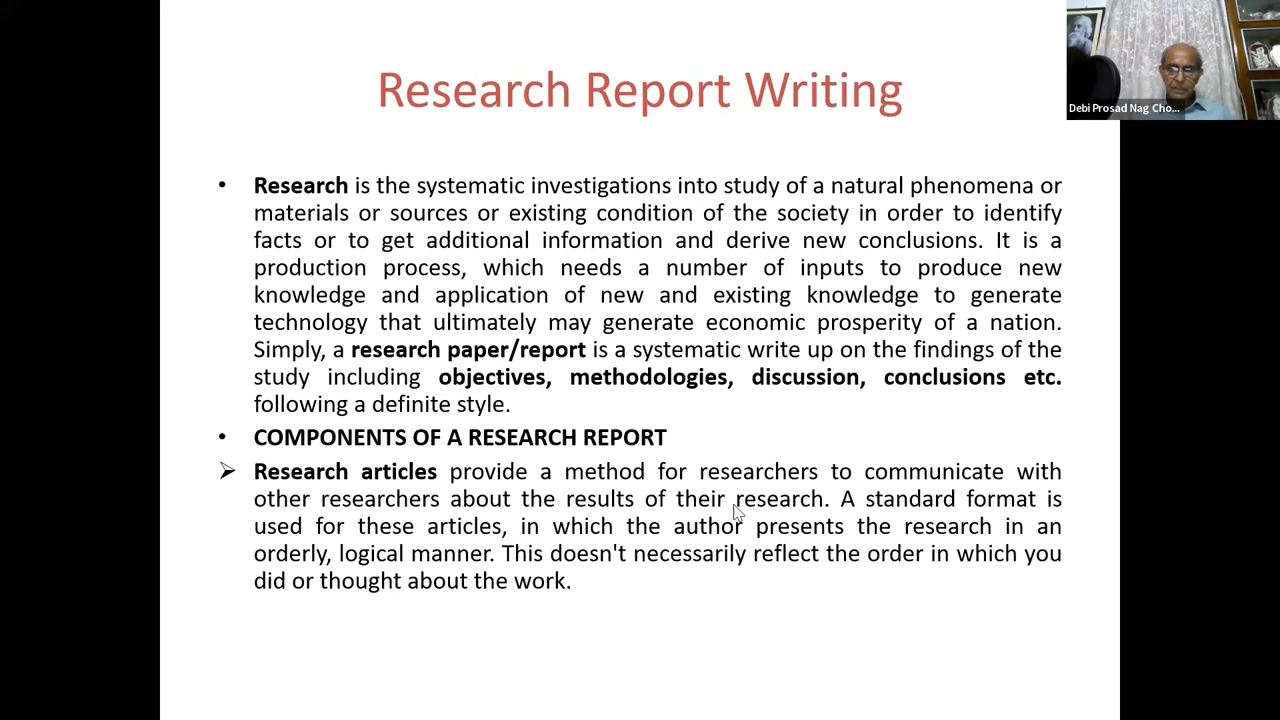 Research Report Writing
Debi Prosad Nag Cho...
• Research is the systematic investigations into study of a natural phenomena or
materials or sources or existing condition of the society in order to identify
facts or to get additional information and derive new conclusions. It is a
production process, which needs a number of inputs to produce new
knowledge and application of new and existing knowledge to generate
technology that ultimately may generate economic prosperity of a nation.
Simply, a research paper/report is a systematic write up on the findings of the
study including objectives, methodologies, discussion, conclusions etc.
following a definite style.
• COMPONENTS OF A RESEARCH REPORT
➢ Research articles provide a method for researchers to communicate with
other researchers about the results of their research. A standard format is
used for these articles, in which the author presents the research in an
orderly, logical manner. This doesn't necessarily reflect the order in which you
did or thought about the work.